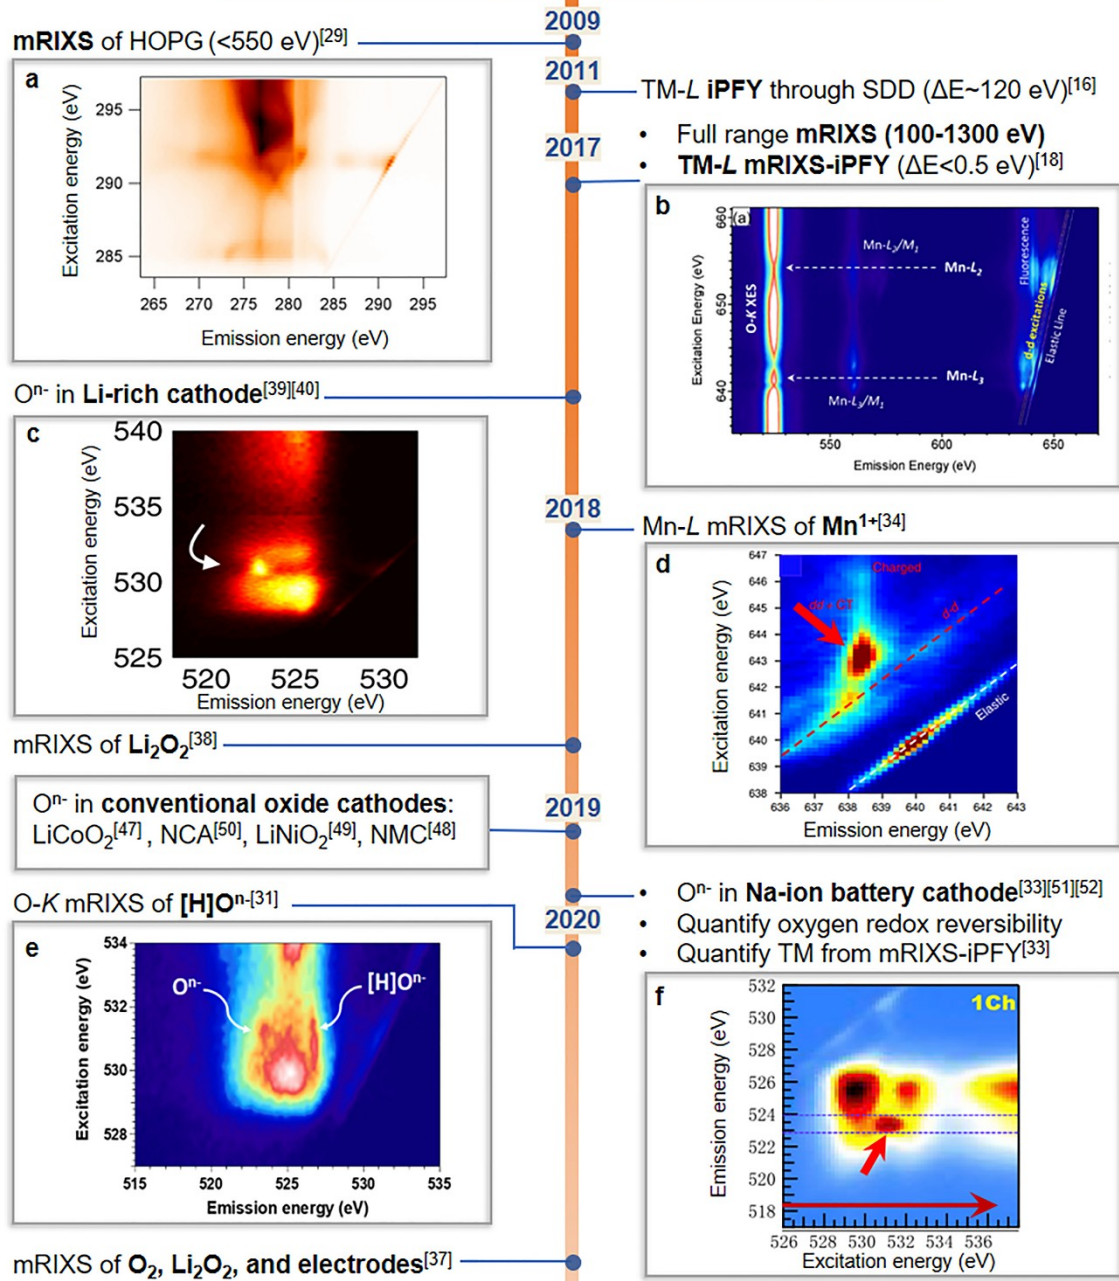 2009
mRIXS of HOPG (<550 eV)[29]
a
295
290
285
Excitation energy (eV)
265 270 275 280 285 290 295
Emission energy (eV)
2011
TM-L iPFY through SDD (ΔE~120 eV)[16]
2017
• Full range mRIXS (100-1300 eV)
• TM-L mRIXS-iPFY (ΔE<0.5 eV)[18]
b
(a)
660
650
640
Excitation Energy (eV)
O-K XES
Mn-L2/M1
Mn-L2
Fluorescence
d-d excitations
Elastic Line
Mn-L3
Mn-L3/M1
550 600 650
Emission Energy (eV)
Oⁿ⁻ in Li-rich cathode[39][40]
c
540
535
530
525
Excitation energy (eV)
520 525 530
Emission energy (eV)
2018
Mn-L mRIXS of Mn¹⁺[34]
d
647
646
645
644
643
642
641
640
639
638
Excitation energy (eV)
Charged
dd + CT
d-d
Elastic
636 637 638 639 640 641 642 643
Emission energy (eV)
mRIXS of Li₂O₂[38]
2019
Oⁿ⁻ in conventional oxide cathodes:
LiCoO₂[47] , NCA[50], LiNiO₂[49], NMC[48]
• Oⁿ⁻ in Na-ion battery cathode[33][51][52]
• Quantify oxygen redox reversibility
• Quantify TM from mRIXS-iPFY[33]
O-K mRIXS of [H]Oⁿ⁻[31]
2020
e
534
532
530
528
Excitation energy (eV)
Oⁿ⁻
[H]Oⁿ⁻
515 520 525 530 535
Emission energy (eV)
f
532
530
528
526
524
522
520
518
Emission energy (eV)
1Ch
526 528 530 532 534 536
Excitation energy (eV)
mRIXS of O₂, Li₂O₂, and electrodes[37]